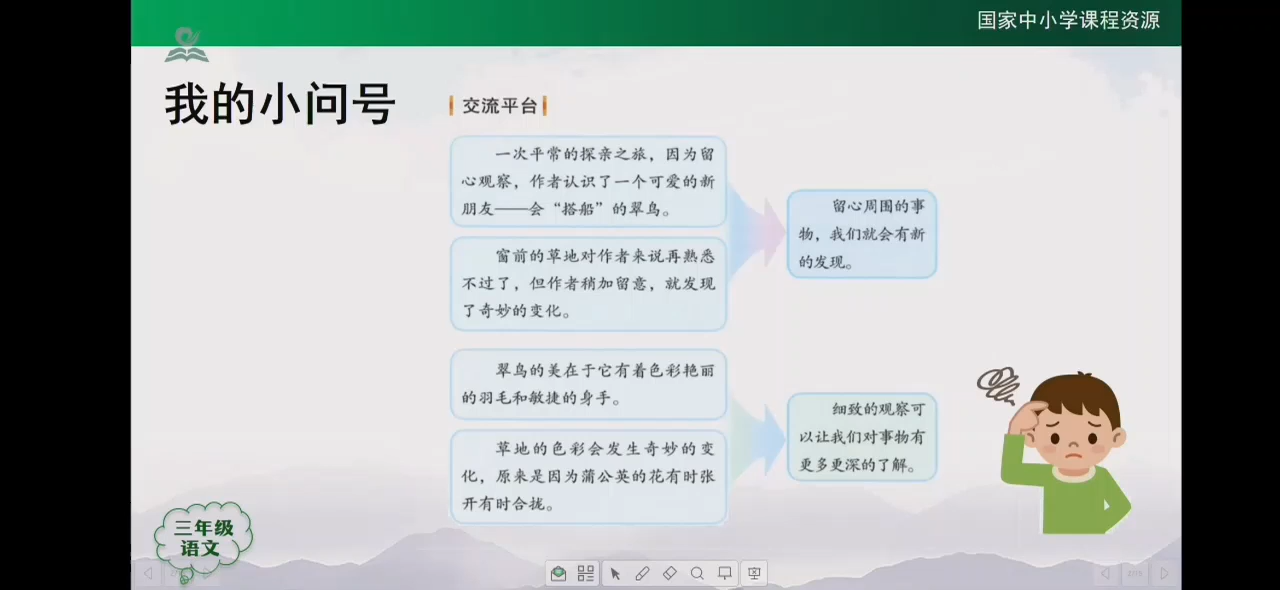 国家中小学课程资源
我的小问号
交流平台
一次平常的探亲之旅，因为留
心观察，作者认识了一个可爱的新
朋友——会“搭船”的翠鸟。
窗前的草地对作者来说再熟悉
不过了，但作者稍加留意，就发现
了奇妙的变化。
留心周围的事
物，我们就会有新
的发现。
翠鸟的美在于它有着色彩艳丽
的羽毛和敏捷的身手。
草地的色彩会发生奇妙的变
化，原来是因为蒲公英的花有时张
开有时合拢。
细致的观察可
以让我们对事物有
更多更深的了解。
三年级
语文